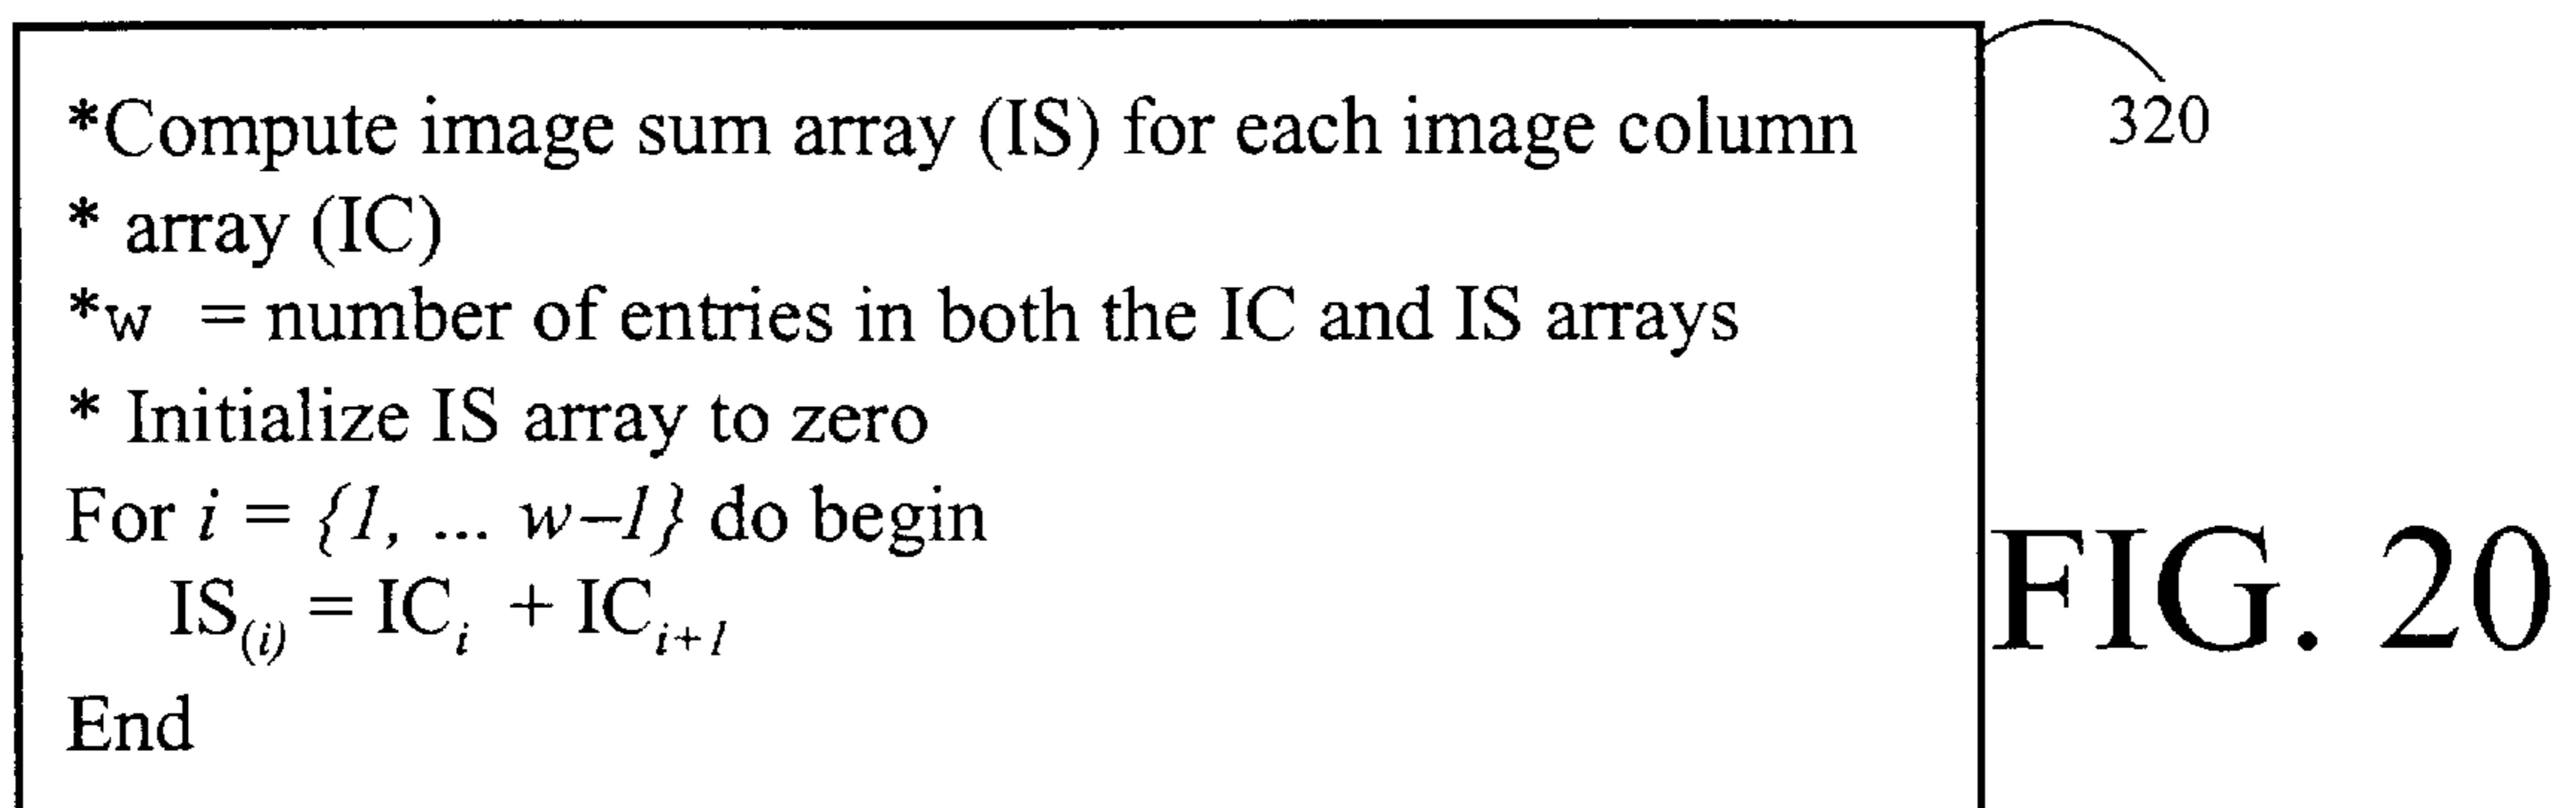 *Compute image sum array (IS) for each image column
* array (IC)
*w = number of entries in both the IC and IS arrays
* Initialize IS array to zero
For i = {1, ... w–1} do begin
IS(i) = ICi + ICi+1
End
320
FIG. 20